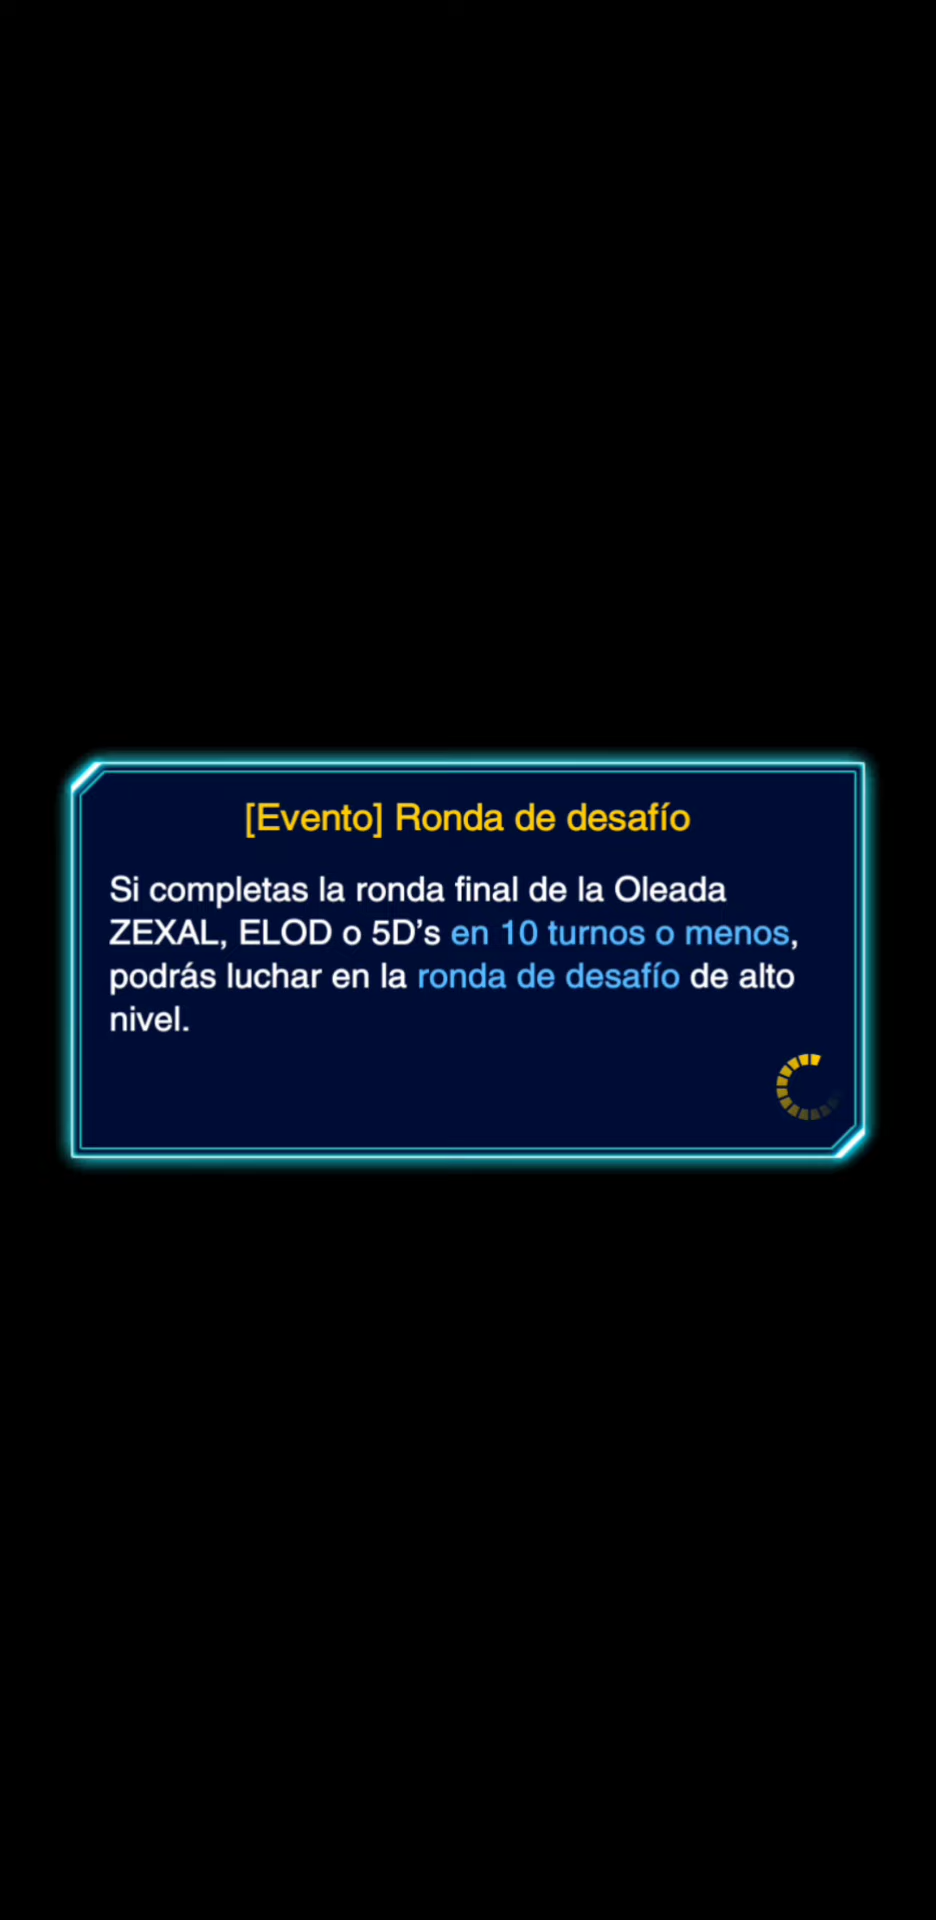 [Evento] Ronda de desafío
Si completas la ronda final de la Oleada
ZEXAL, ELOD o 5D’s en 10 turnos o menos,
podrás luchar en la ronda de desafío de alto
nivel.